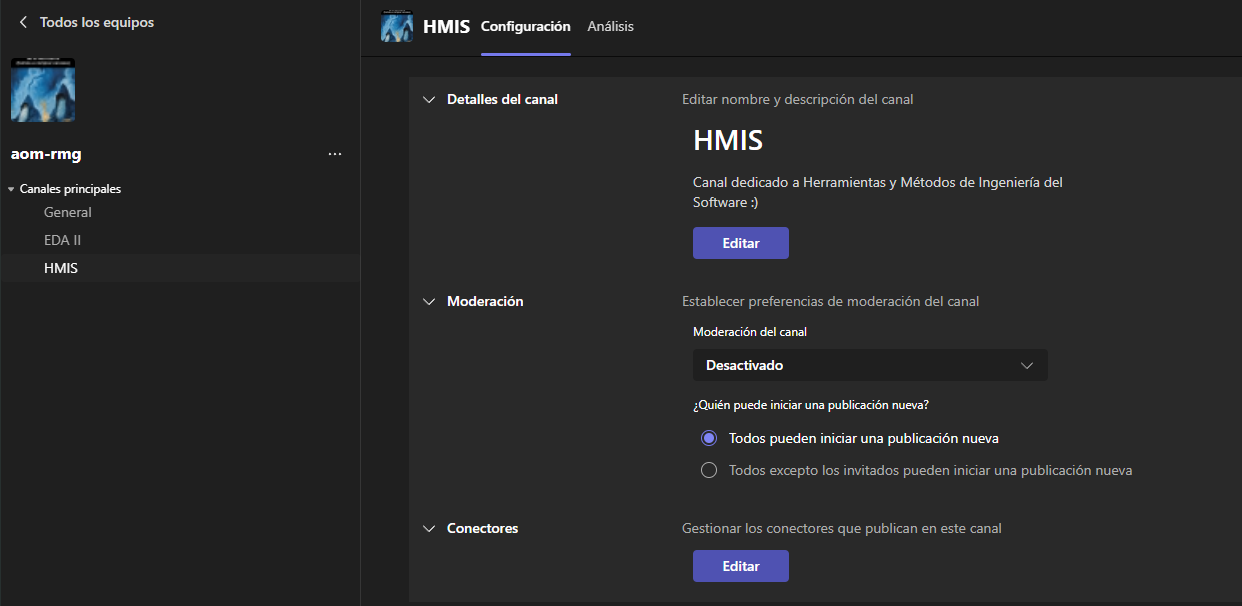 Todos los equipos
aom-rmg
...
Canales principales
General
EDA II
HMIS
HMIS
Configuración
Análisis
Detalles del canal
Editar nombre y descripción del canal
HMIS
Canal dedicado a Herramientas y Métodos de Ingeniería del
Software :)
Editar
Moderación
Establecer preferencias de moderación del canal
Moderación del canal
Desactivado
¿Quién puede iniciar una publicación nueva?
Todos pueden iniciar una publicación nueva
Todos excepto los invitados pueden iniciar una publicación nueva
Conectores
Gestionar los conectores que publican en este canal
Editar